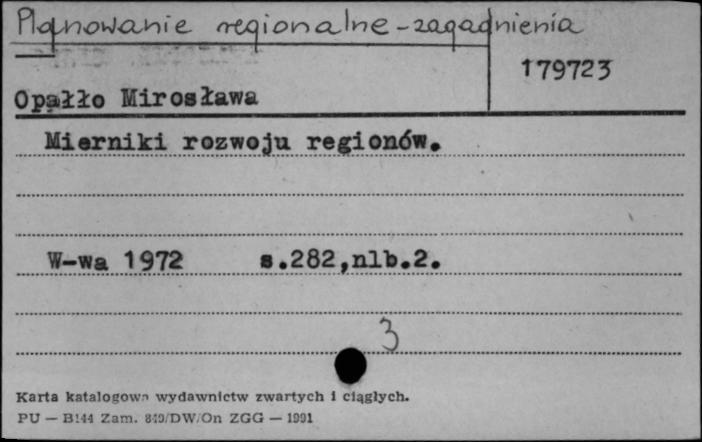 Planowanie regionalne-zagadnienia
179723
Opałło Mirosława
Mierniki rozwoju regionów.
W-wa 1972 s.282,nlb.2.
3
Karta katalogowa wydawnictw zwartych i ciągłych.
PU — B144 Zam. 849/DW/On ZGG — 1991